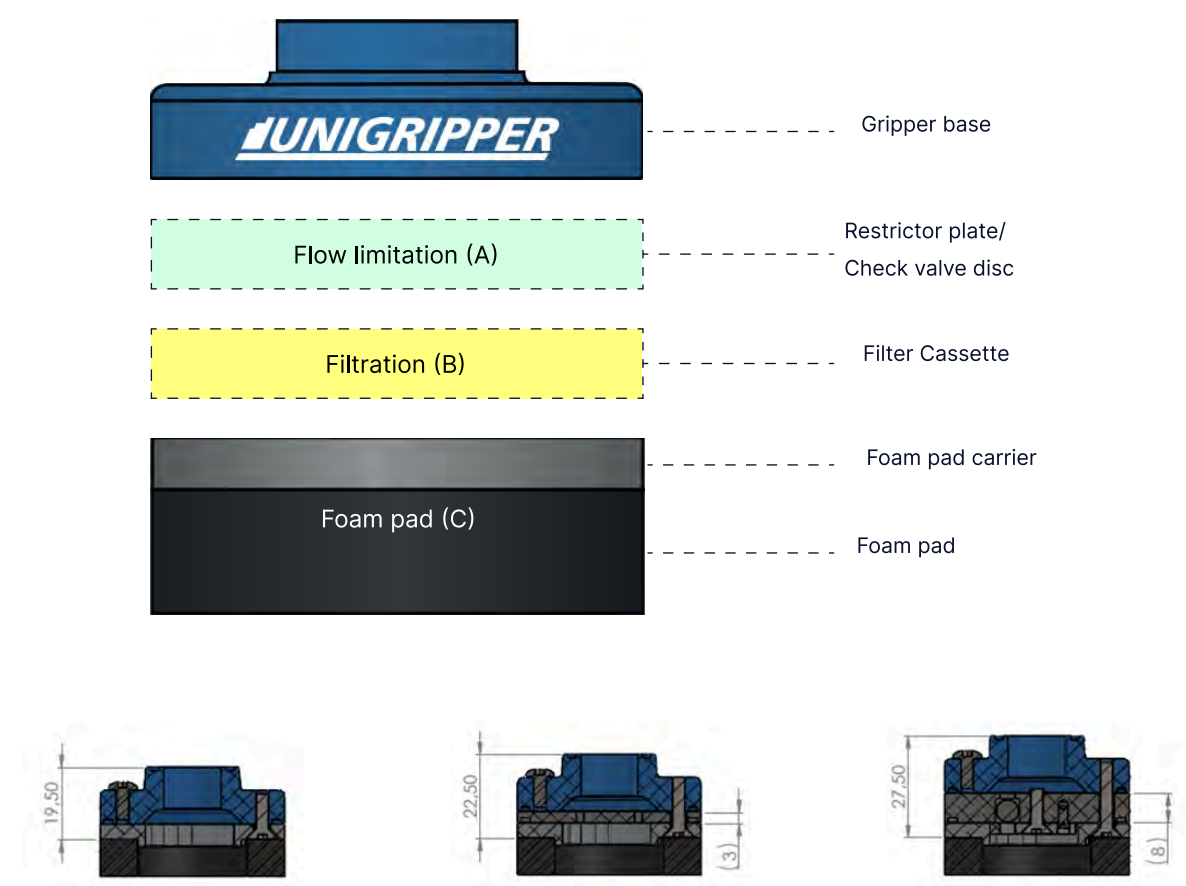 UNIGRIPPER
Gripper base
Flow limitation (A)
Restrictor plate/
Check valve disc
Filtration (B)
Filter Cassette
Foam pad carrier
Foam pad (C)
Foam pad
19,50
22,50
(3)
27,50
(8)